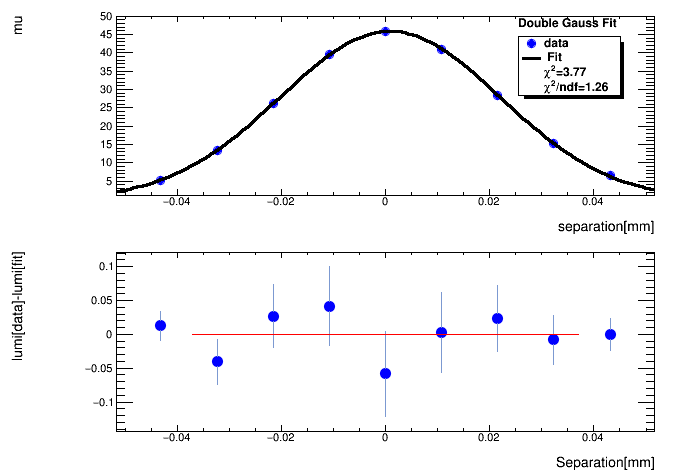 mu
50
45
40
35
30
25
20
15
10
5
Double Gauss Fit
data
Fit
χ²=3.77
χ²/ndf=1.26
−0.04 −0.02 0 0.02 0.04
separation[mm]
lumi[data]-lumi[fit]
0.1
0.05
0
−0.05
−0.1
−0.04 −0.02 0 0.02 0.04
Separation[mm]